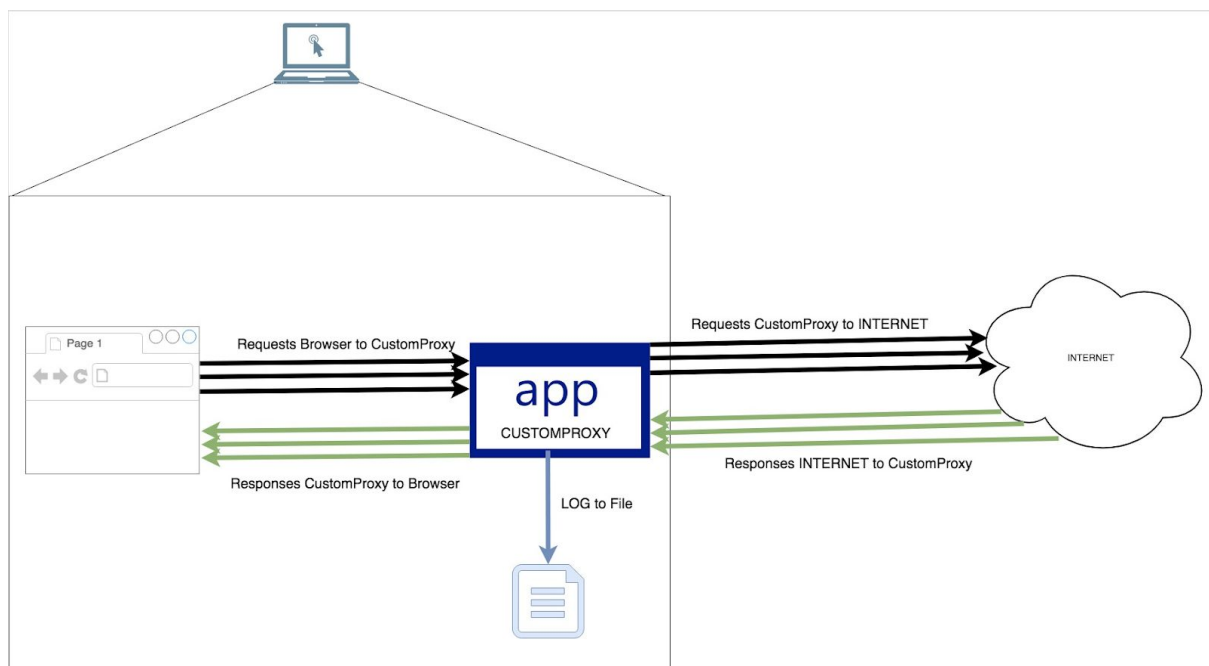 Page 1
Requests Browser to CustomProxy
Requests CustomProxy to INTERNET
INTERNET
app
CUSTOMPROXY
Responses CustomProxy to Browser
Responses INTERNET to CustomProxy
LOG to File